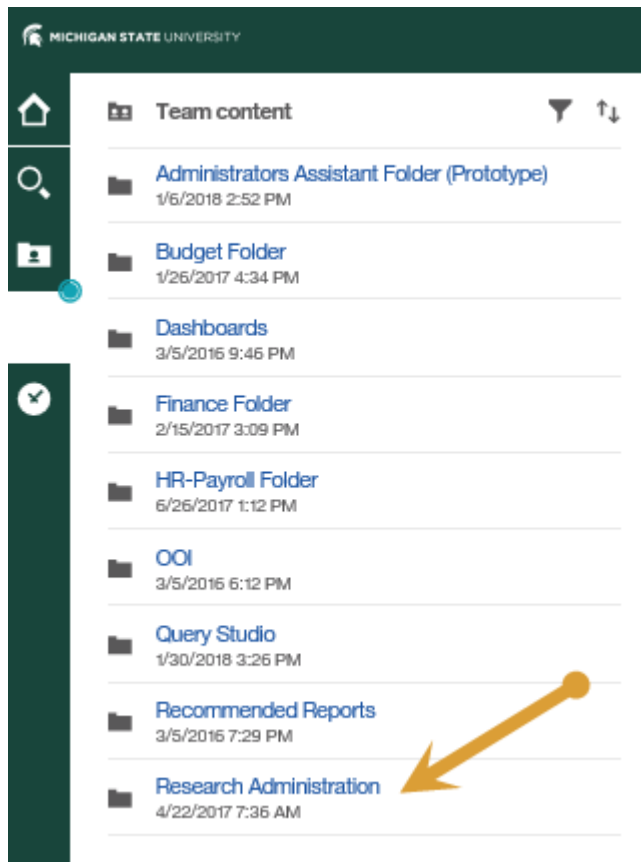 MICHIGAN STATE UNIVERSITY
Team content
Administrators Assistant Folder (Prototype)
1/6/2018 2:52 PM
Budget Folder
1/26/2017 4:34 PM
Dashboards
3/5/2016 9:46 PM
Finance Folder
2/15/2017 3:09 PM
HR-Payroll Folder
6/26/2017 1:12 PM
OOI
3/5/2016 6:12 PM
Query Studio
1/30/2018 3:26 PM
Recommended Reports
3/5/2016 7:29 PM
Research Administration
4/22/2017 7:36 AM